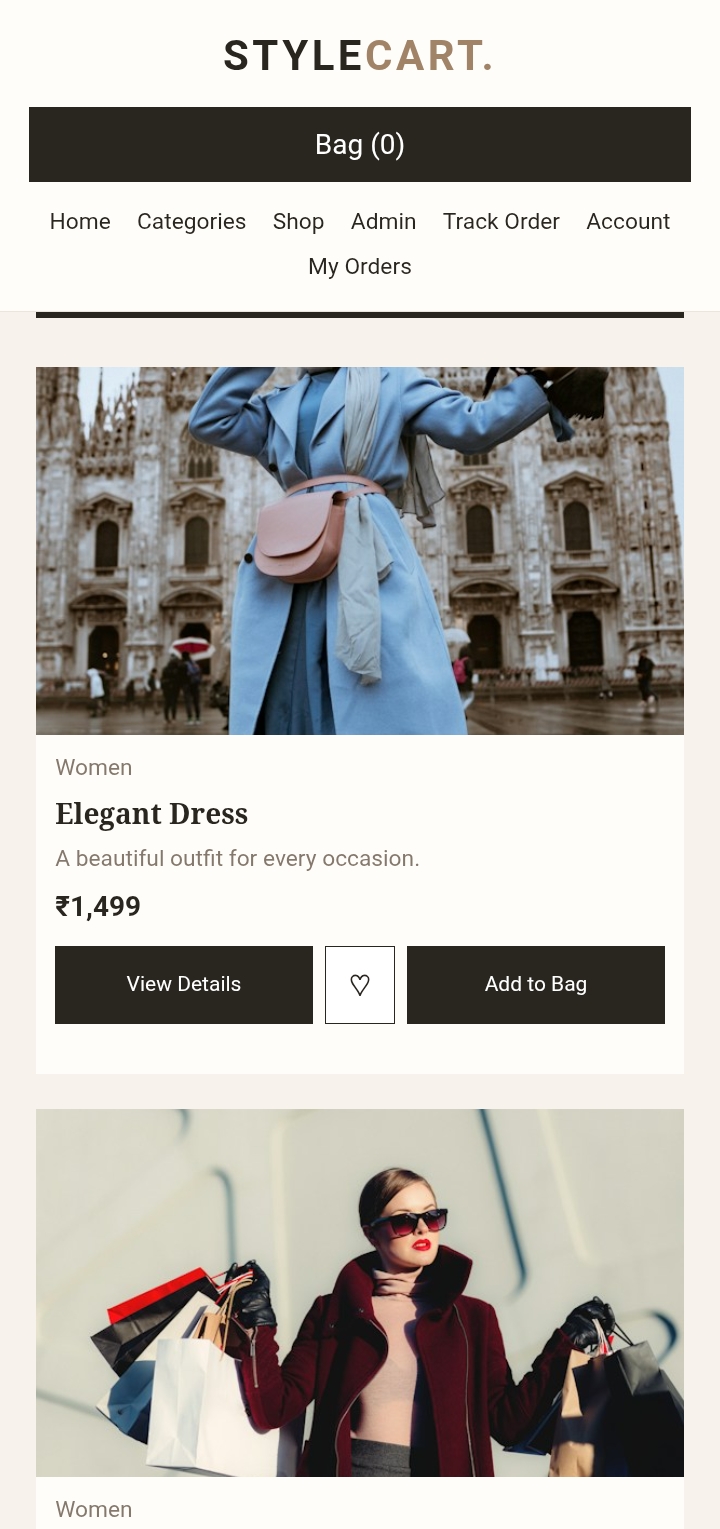 STYLECART.
Bag (0)
Home Categories Shop Admin Track Order Account
My Orders
Women
Elegant Dress
A beautiful outfit for every occasion.
₹1,499
View Details ♡ Add to Bag
Women